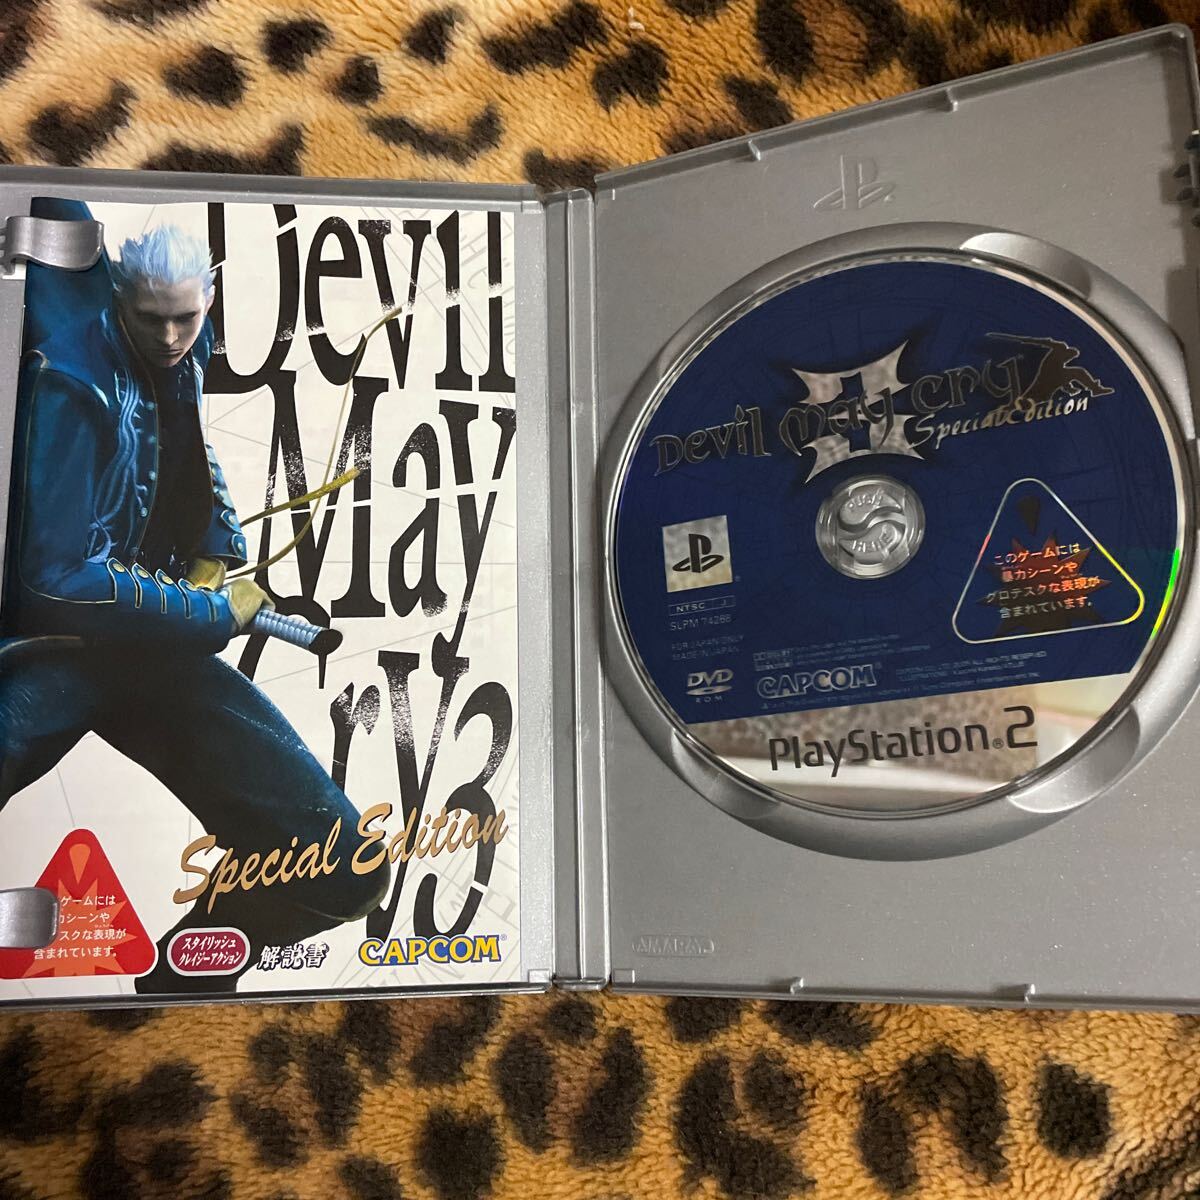 Devil
May
Cry3
Special Edition
ゲームには
力シーンや
スクな表現が
含まれています。
スタイリッシュ
クレイジーアクション
解説書
CAPCOM
Devil may cry
Special Edition
このゲームには
暴力シーンや
グロテスクな表現が
含まれています。
NTSC J
SLPM 74266
FOR JAPAN ONLY
MADE IN JAPAN
DVD
ROM
CAPCOM
PlayStation 2
AMARAY